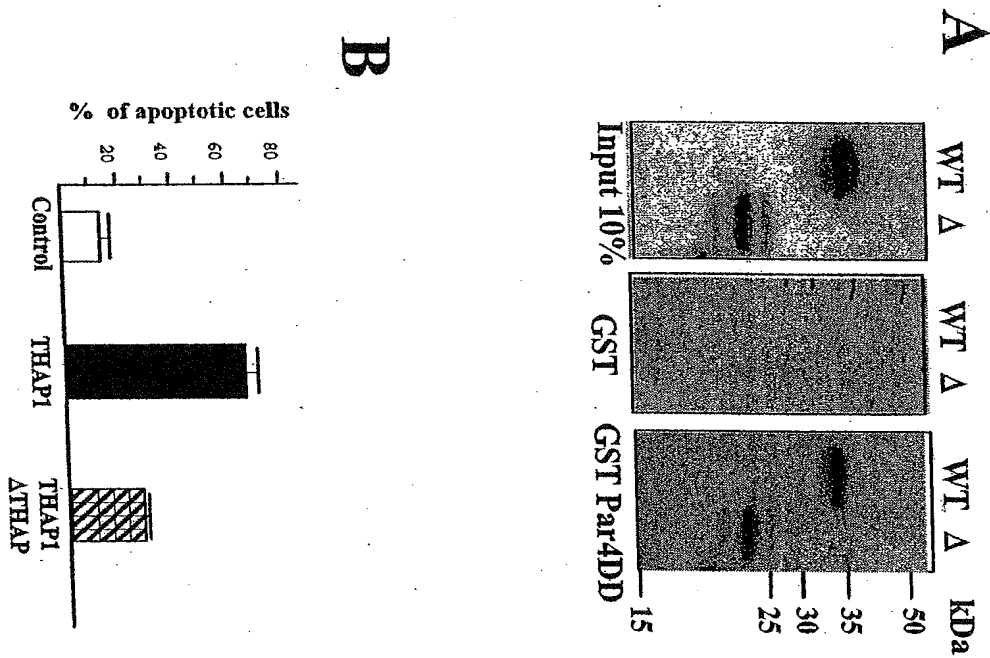 A
WT Δ WT Δ WT Δ kDa
50
35
30
25
15
Input 10% GST GST Par4DD
B
% of apoptotic cells
80
60
40
20
Control THAP1 THAP1
ΔTHAP